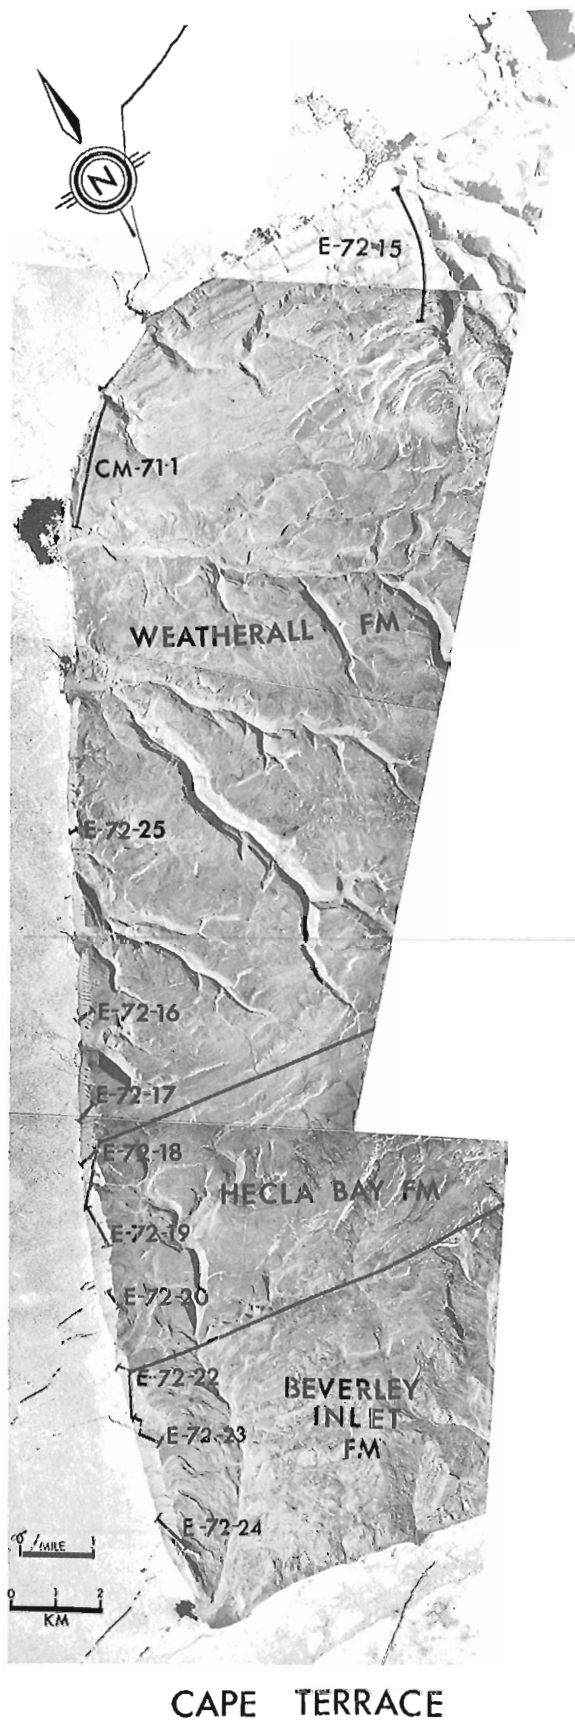 N
E-72-15
CM-71-1
WEATHERALL FM
E-72-25
E-72-16
E-72-17
E-72-18
HECLA BAY FM
E-72-19
E-72-20
E-72-22
BEVERLEY
INLET
FM
E-72-23
E-72-24
0 1
MILE
0 1 2
KM
CAPE TERRACE